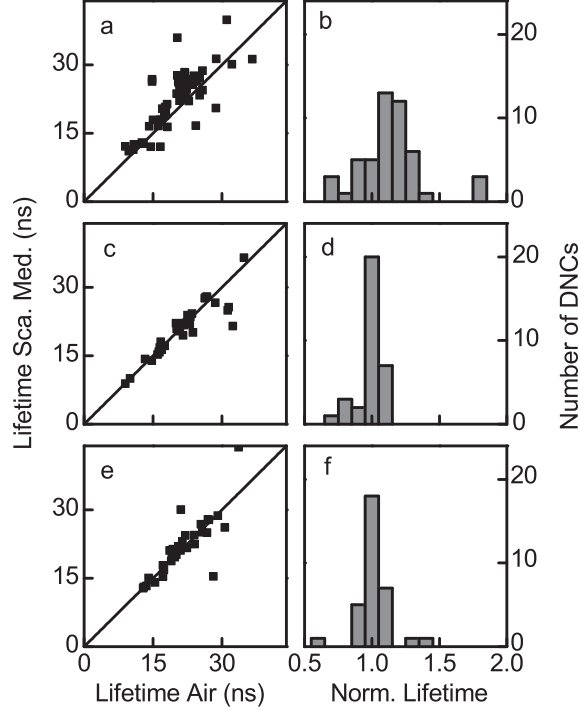 a
b
30
15
0
20
10
0
c
d
30
15
0
20
10
0
e
f
30
15
0
20
10
0
0 15 30
0.5 1.0 1.5 2.0
Lifetime Air (ns)
Norm. Lifetime
Lifetime Sca. Med. (ns)
Number of DNCs